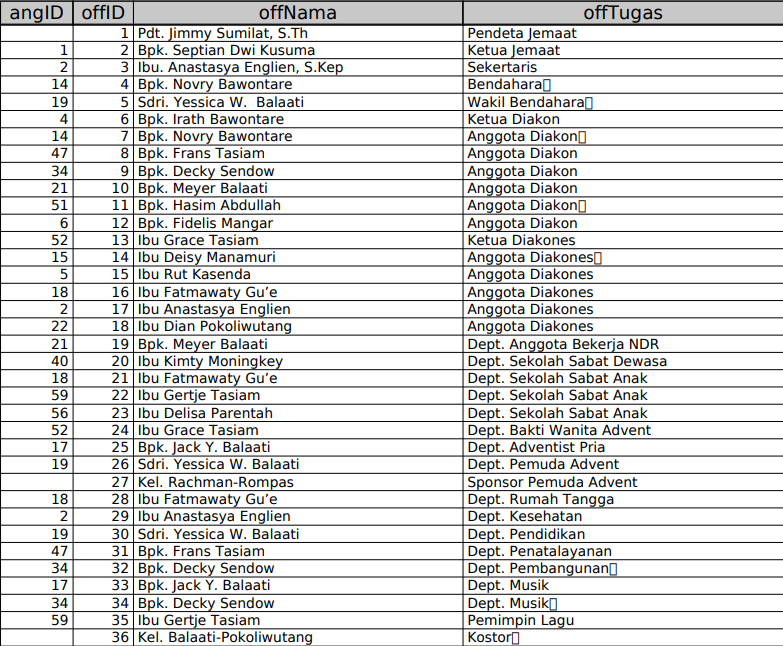 angID offID offNama offTugas
1 Pdt. Jimmy Sumilat, S.Th Pendeta Jemaat
1 2 Bpk. Septian Dwi Kusuma Ketua Jemaat
2 3 Ibu. Anastasya Englien, S.Kep Sekertaris
14 4 Bpk. Novry Bawontare Bendahara
19 5 Sdri. Yessica W. Balaati Wakil Bendahara
4 6 Bpk. Irath Bawontare Ketua Diakon
14 7 Bpk. Novry Bawontare Anggota Diakon
47 8 Bpk. Frans Tasiam Anggota Diakon
34 9 Bpk. Decky Sendow Anggota Diakon
21 10 Bpk. Meyer Balaati Anggota Diakon
51 11 Bpk. Hasim Abdullah Anggota Diakon
6 12 Bpk. Fidelis Mangar Anggota Diakon
52 13 Ibu Grace Tasiam Ketua Diakones
15 14 Ibu Deisy Manamuri Anggota Diakones
5 15 Ibu Rut Kasenda Anggota Diakones
18 16 Ibu Fatmawaty Gu’e Anggota Diakones
2 17 Ibu Anastasya Englien Anggota Diakones
22 18 Ibu Dian Pokoliwutang Anggota Diakones
21 19 Bpk. Meyer Balaati Dept. Anggota Bekerja NDR
40 20 Ibu Kimty Moningkey Dept. Sekolah Sabat Dewasa
18 21 Ibu Fatmawaty Gu’e Dept. Sekolah Sabat Anak
59 22 Ibu Gertje Tasiam Dept. Sekolah Sabat Anak
56 23 Ibu Delisa Parentah Dept. Sekolah Sabat Anak
52 24 Ibu Grace Tasiam Dept. Bakti Wanita Advent
17 25 Bpk. Jack Y. Balaati Dept. Adventist Pria
19 26 Sdri. Yessica W. Balaati Dept. Pemuda Advent
27 Kel. Rachman-Rompas Sponsor Pemuda Advent
18 28 Ibu Fatmawaty Gu’e Dept. Rumah Tangga
2 29 Ibu Anastasya Englien Dept. Kesehatan
19 30 Sdri. Yessica W. Balaati Dept. Pendidikan
47 31 Bpk. Frans Tasiam Dept. Penatalayanan
34 32 Bpk. Decky Sendow Dept. Pembangunan
17 33 Bpk. Jack Y. Balaati Dept. Musik
34 34 Bpk. Decky Sendow Dept. Musik
59 35 Ibu Gertje Tasiam Pemimpin Lagu
36 Kel. Balaati-Pokoliwutang Kostor